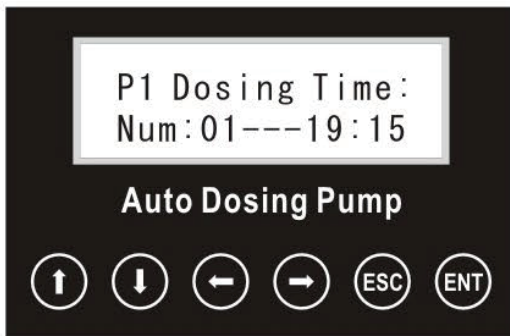 P1 Dosing Time:
Num:01---19:15
Auto Dosing Pump
↑ ↓ ← → ESC ENT